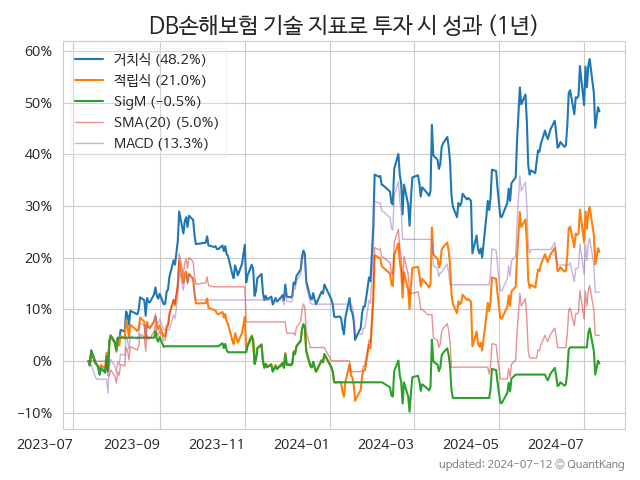 DB손해보험 기술 지표로 투자 시 성과 (1년)
60%
50%
40%
30%
20%
10%
0%
−10%
거치식 (48.2%)
적립식 (21.0%)
SigM (−0.5%)
SMA(20) (5.0%)
MACD (13.3%)
2023-07
2023-09
2023-11
2024-01
2024-03
2024-05
2024-07
updated: 2024-07-12 © QuantKang